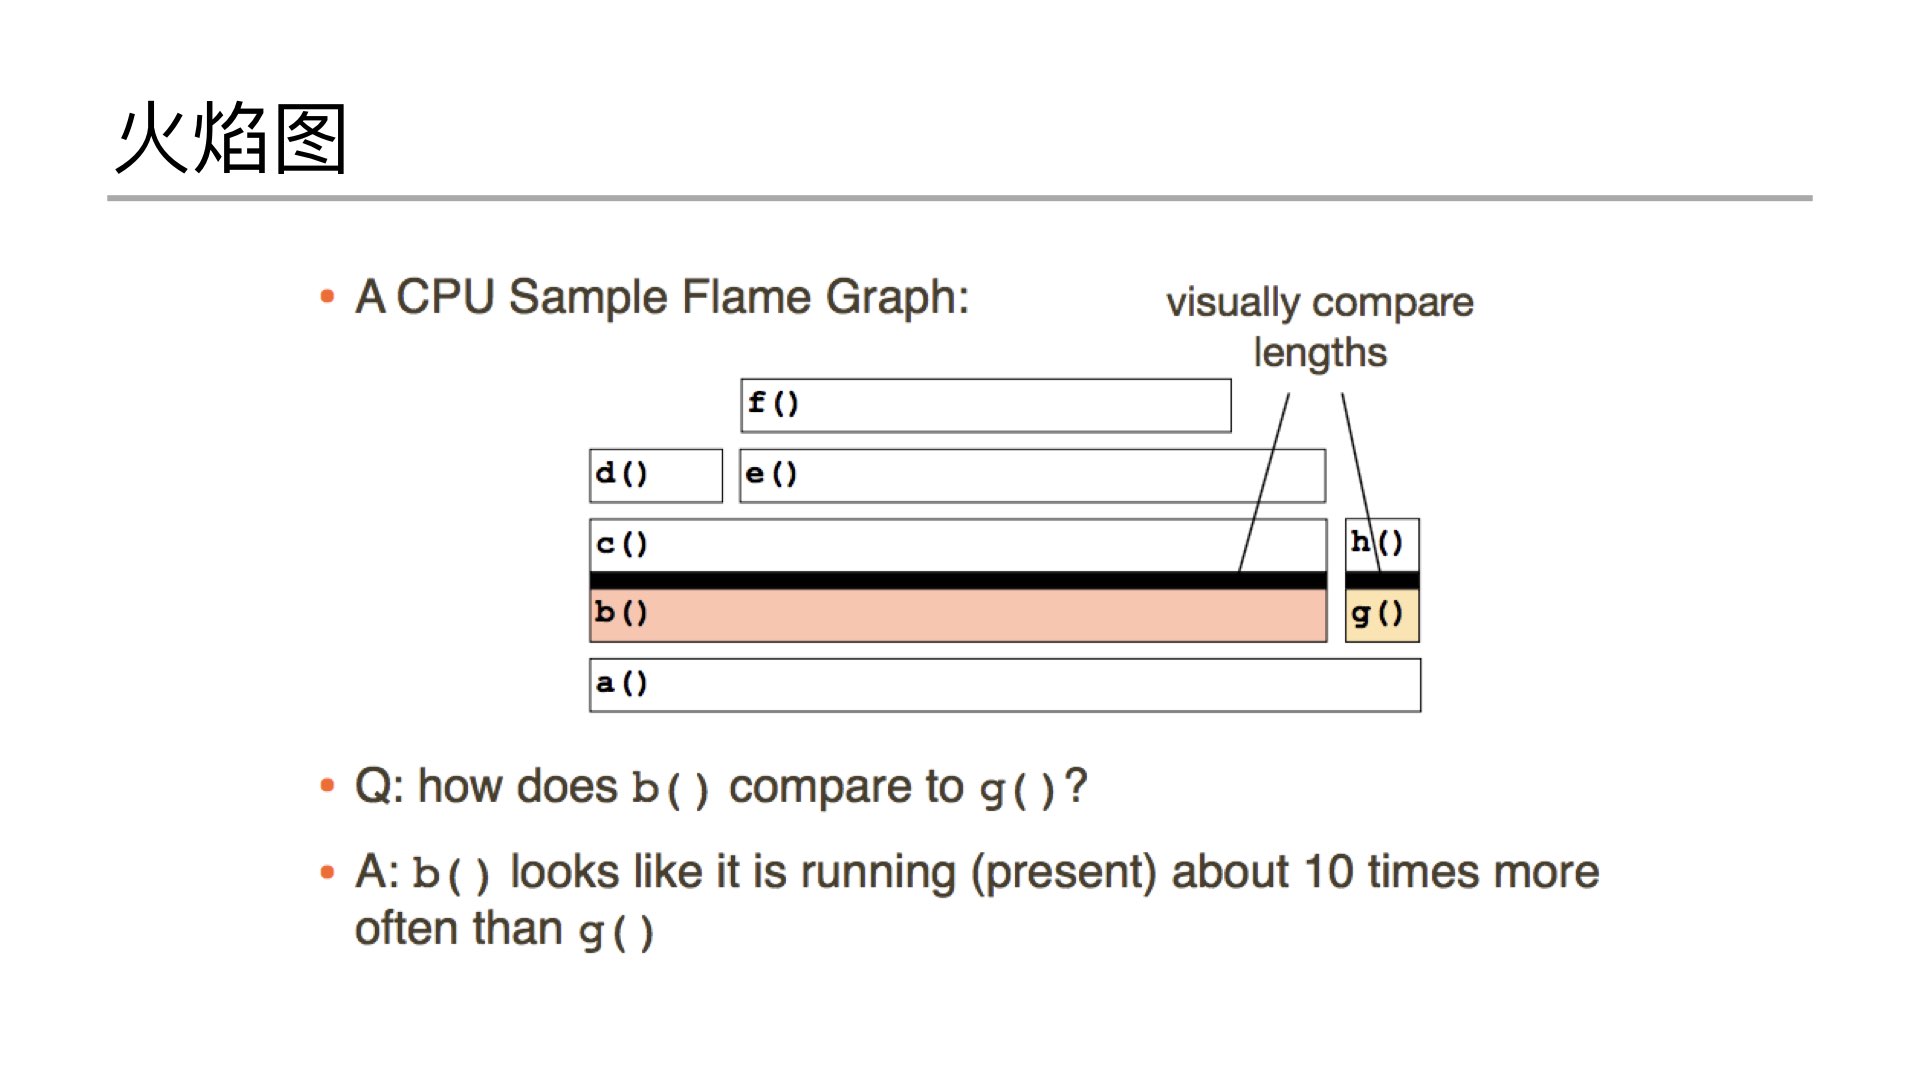 火焰图
• A CPU Sample Flame Graph:
visually compare
lengths
f()
d()
e()
c()
h()
b()
g()
a()
• Q: how does b() compare to g()?
• A: b() looks like it is running (present) about 10 times more
often than g()